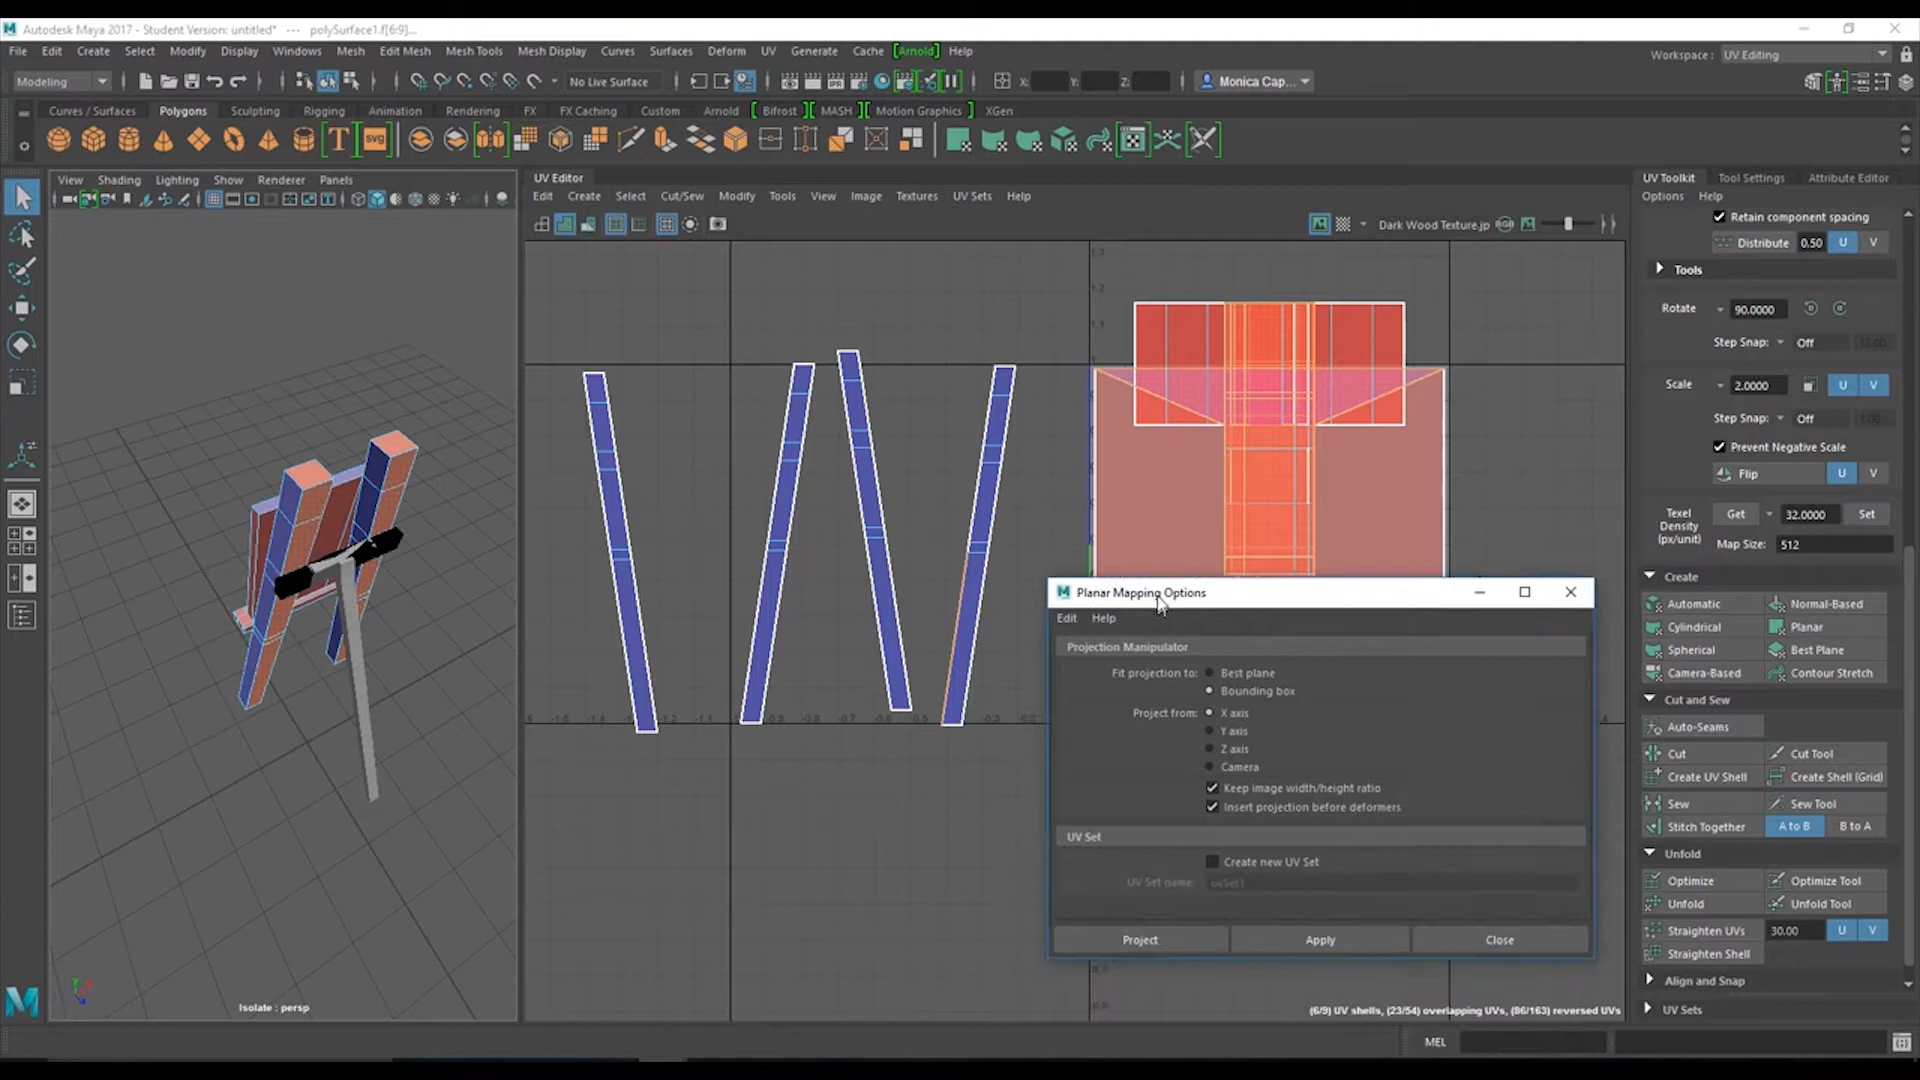 Autodesk Maya 2017 - Student Version: untitled* --- polySurface1.f[6:9]...
File Edit Create Select Modify Display Windows Mesh Edit Mesh Mesh Tools Mesh Display Curves Surfaces Deform UV Generate Cache [Arnold] Help
Workspace : UV Editing
Modeling No Live Surface X: Y: Z: Monica Cap...
Curves / Surfaces Polygons Sculpting Rigging Animation Rendering FX FX Caching Custom Arnold Bifrost MASH Motion Graphics XGen
T svg
View Shading Lighting Show Renderer Panels
UV Editor
Edit Create Select Cut/Sew Modify Tools View Image Textures UV Sets Help
Dark Wood Texture.jp
UV Toolkit Tool Settings Attribute Editor
Options Help
Retain component spacing
Distribute 0.50 U V
Tools
Rotate 90.0000
Step Snap: Off
Scale 2.0000 U V
Step Snap: Off
Prevent Negative Scale
Flip U V
Texel Density (px/unit) Get 32.0000 Set
Map Size: 512
Create
Automatic Normal-Based
Cylindrical Planar
Spherical Best Plane
Camera-Based Contour Stretch
Cut and Sew
Auto-Seams
Cut Cut Tool
Create UV Shell Create Shell (Grid)
Sew Sew Tool
Stitch Together A to B B to A
Unfold
Optimize Optimize Tool
Unfold Unfold Tool
Straighten UVs 30.00 U V
Straighten Shell
Align and Snap
UV Sets
Planar Mapping Options
Edit Help
Projection Manipulator
Fit projection to: Best plane
Bounding box
Project from: X axis
Y axis
Z axis
Camera
Keep image width/height ratio
Insert projection before deformers
UV Set
Create new UV Set
UV Set name: uvSet1
Project Apply Close
Isolate : persp
(6/9) UV shells, (23/54) overlapping UVs, (86/163) reversed UVs
MEL